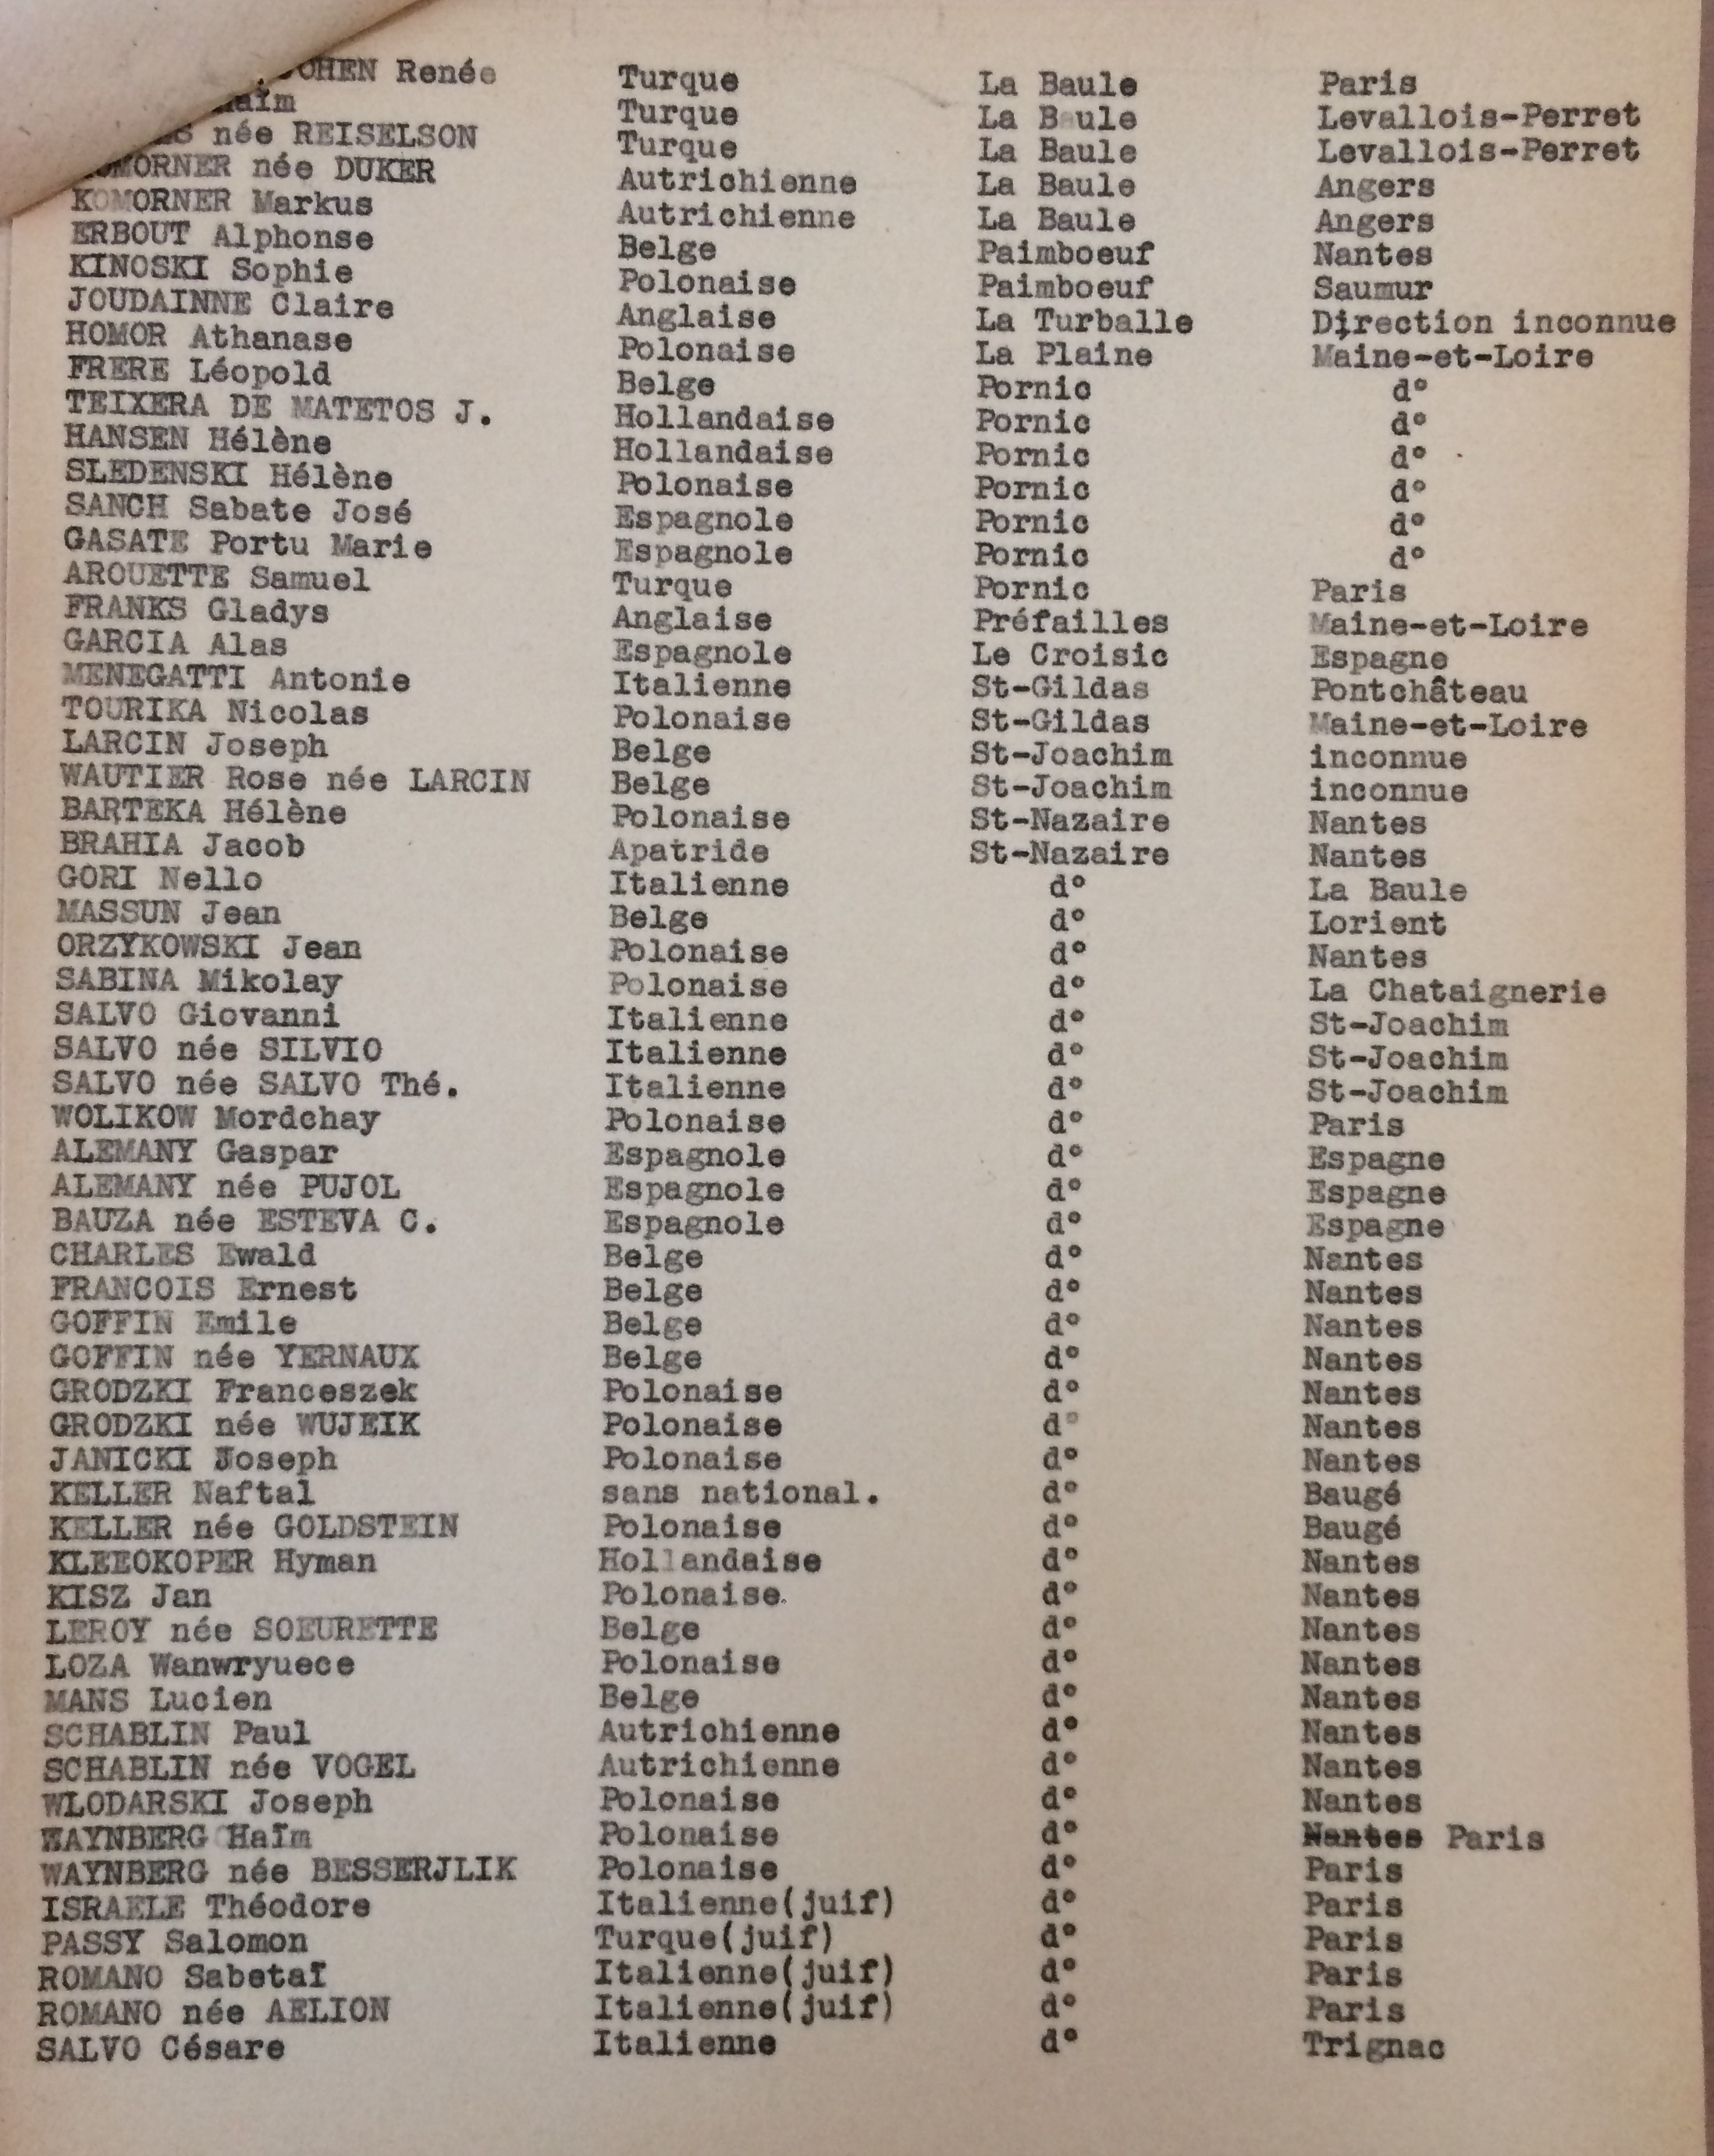 COHEN Renée Turque La Baule Paris
Turque La Baule Levallois-Perret
née REISELSON Turque La Baule Levallois-Perret
KOMORNER née DUKER Autrichienne La Baule Angers
KOMORNER Markus Autrichienne La Baule Angers
ERBOUT Alphonse Belge Paimboeuf Nantes
KINOSKI Sophie Polonaise Paimboeuf Saumur
JOUDAINNE Claire Anglaise La Turballe Direction inconnue
HOMOR Athanase Polonaise La Plaine Maine-et-Loire
FRERE Léopold Belge Pornic d°
TEIXERA DE MATETOS J. Hollandaise Pornic d°
HANSEN Hélène Hollandaise Pornic d°
SLEDENSKI Hélène Polonaise Pornic d°
SANCH Sabate José Espagnole Pornic d°
GASATE Portu Marie Espagnole Pornic d°
AROUETTE Samuel Turque Pornic Paris
FRANKS Gladys Anglaise Préfailles Maine-et-Loire
GARCIA Alas Espagnole Le Croisic Espagne
MENEGATTI Antonie Italienne St-Gildas Pontchâteau
TOURIKA Nicolas Polonaise St-Gildas Maine-et-Loire
LARCIN Joseph Belge St-Joachim inconnue
WAUTIER Rose née LARCIN Belge St-Joachim inconnue
BARTEKA Hélène Polonaise St-Nazaire Nantes
BRAHIA Jacob Apatride St-Nazaire Nantes
GORI Nello Italienne d° La Baule
MASSUN Jean Belge d° Lorient
ORZYKOWSKI Jean Polonaise d° Nantes
SABINA Mikolay Polonaise d° La Chataignerie
SALVO Giovanni Italienne d° St-Joachim
SALVO née SILVIO Italienne d° St-Joachim
SALVO née SALVO Thé. Italienne d° St-Joachim
WOLIKOW Mordchay Polonaise d° Paris
ALEMANY Gaspar Espagnole d° Espagne
ALEMANY née PUJOL Espagnole d° Espagne
BAUZA née ESTEVA C. Espagnole d° Espagne
CHARLES Ewald Belge d° Nantes
FRANCOIS Ernest Belge d° Nantes
GOFFIN Emile Belge d° Nantes
GOFFIN née YERNAUX Belge d° Nantes
GRODZKI Franceszek Polonaise d° Nantes
GRODZKI née WUJEIK Polonaise d° Nantes
JANICKI Joseph Polonaise d° Nantes
KELLER Naftal sans national. d° Baugé
KELLER née GOLDSTEIN Polonaise d° Baugé
KLEEOKOPER Hyman Hollandaise d° Nantes
KISZ Jan Polonaise. d° Nantes
LEROY née SOEURETTE Belge d° Nantes
LOZA Wanwryuece Polonaise d° Nantes
MANS Lucien Belge d° Nantes
SCHABLIN Paul Autrichienne d° Nantes
SCHABLIN née VOGEL Autrichienne d° Nantes
WLODARSKI Joseph Polonaise d° Nantes
WAYNBERG Haïm Polonaise d° Nantes Paris
WAYNBERG née BESSERJLIK Polonaise d° Paris
ISRAELE Théodore Italienne(juif) d° Paris
PASSY Salomon Turque(juif) d° Paris
ROMANO Sabetaï Italienne(juif) d° Paris
ROMANO née AELION Italienne(juif) d° Paris
SALVO Césare Italienne d° Trignac